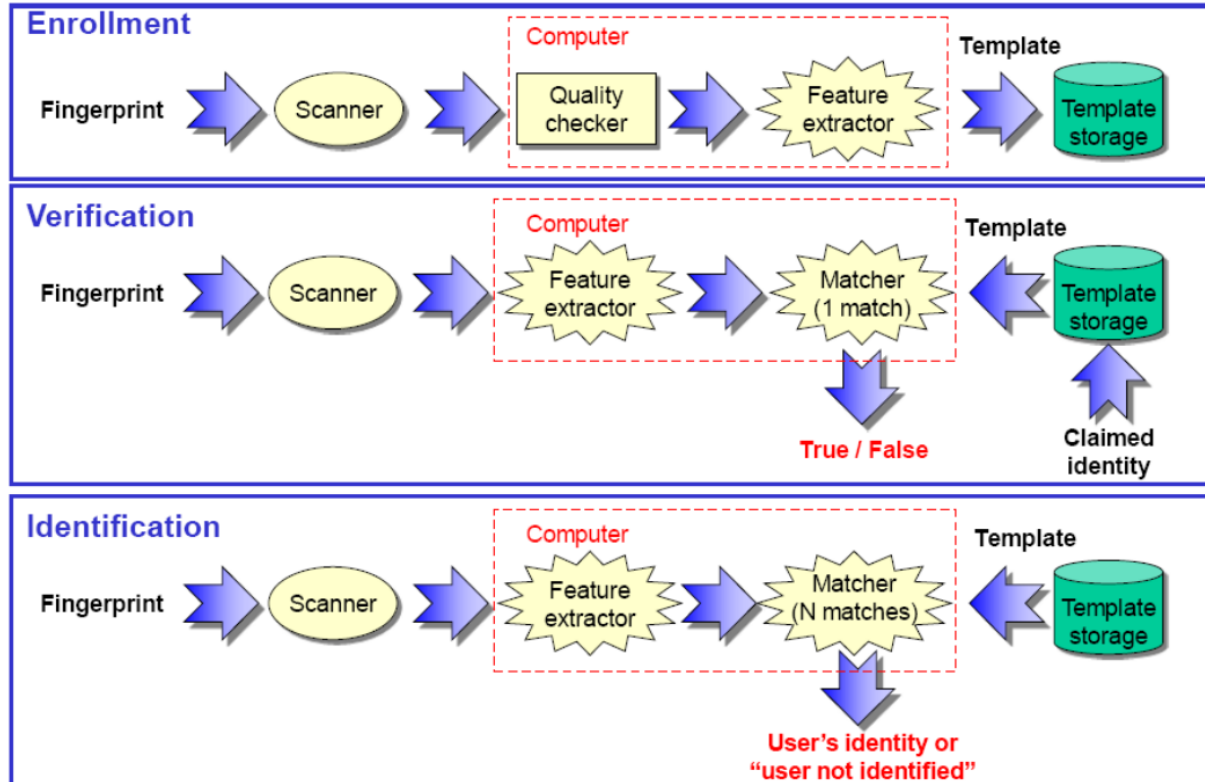 Enrollment
Computer
Template
Fingerprint
Scanner
Quality
checker
Feature
extractor
Template
storage
Verification
Computer
Template
Fingerprint
Scanner
Feature
extractor
Matcher
(1 match)
Template
storage
True / False
Claimed
identity
Identification
Computer
Template
Fingerprint
Scanner
Feature
extractor
Matcher
(N matches)
Template
storage
User’s identity or
“user not identified”